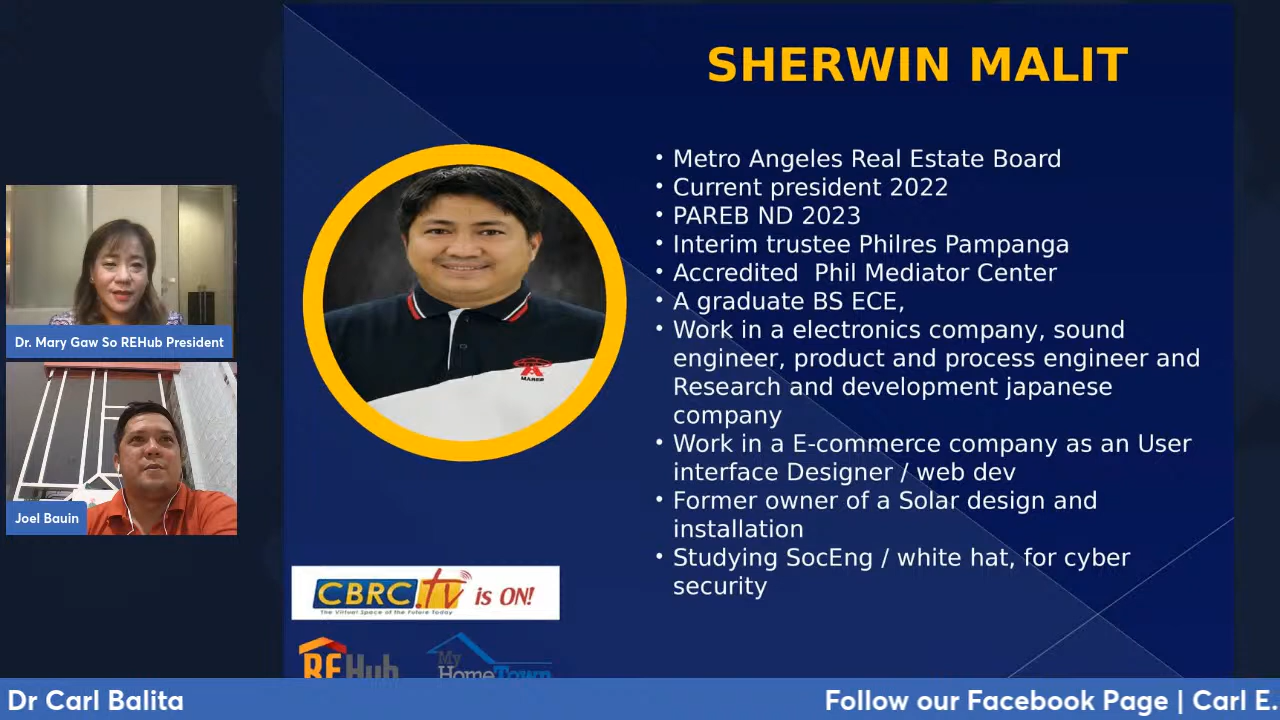 SHERWIN MALIT
• Metro Angeles Real Estate Board
• Current president 2022
• PAREB ND 2023
• Interim trustee Philres Pampanga
• Accredited  Phil Mediator Center
• A graduate BS ECE,
• Work in a electronics company, sound
engineer, product and process engineer and
Research and development japanese
company
• Work in a E-commerce company as an User
interface Designer / web dev
• Former owner of a Solar design and
installation
• Studying SocEng / white hat, for cyber
security
MAREB
Dr. Mary Gaw So REHub President
Joel Bauin
CBRC.tv is ON!
The Virtual Space of the Future Today
REHub
My
HomeTown
Dr Carl Balita
Follow our Facebook Page | Carl E.